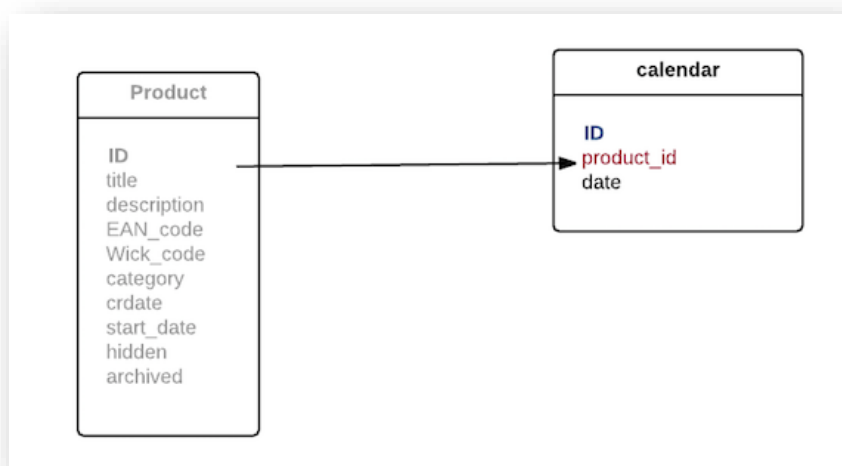 Product
ID
title
description
EAN_code
Wick_code
category
crdate
start_date
hidden
archived
calendar
ID
product_id
date